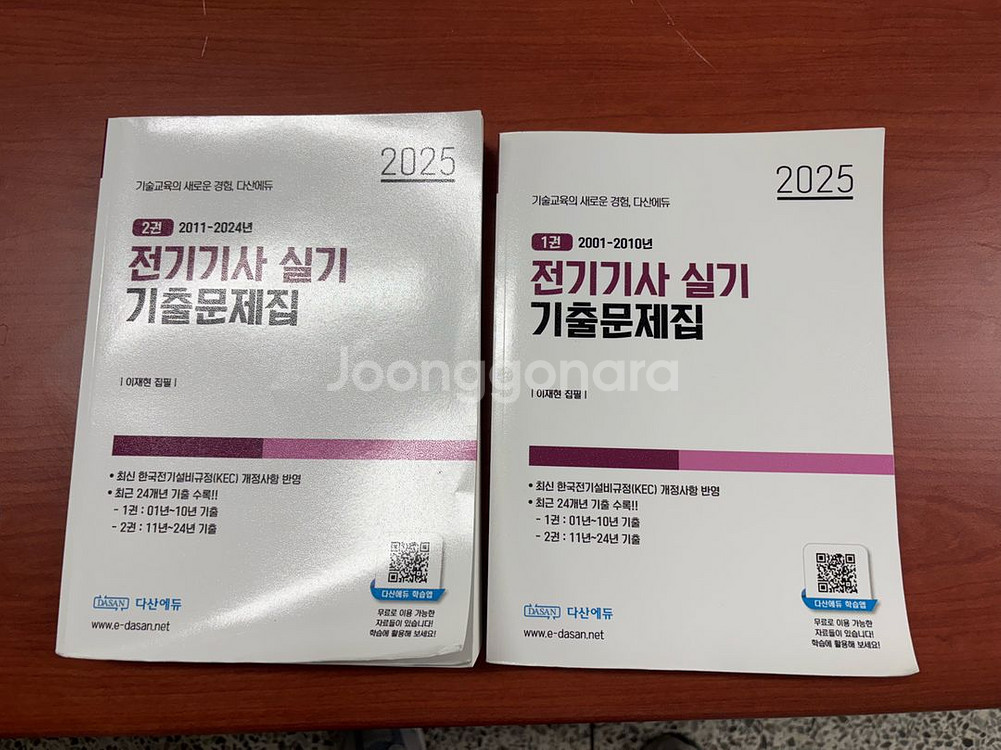 2025
기술교육의 새로운 경험, 다산에듀
2권 2011-2024년
전기기사 실기
기출문제집
| 이재현 집필 |
• 최신 한국전기설비규정(KEC) 개정사항 반영
• 최근 24개년 기출 수록!!
- 1권 : 01년~10년 기출
- 2권 : 11년~24년 기출
다산에듀 학습앱
무료로 이용 가능한
자료들이 있습니다!
학습에 활용해 보세요!
DASAN 다산에듀
www.e-dasan.net
2025
기술교육의 새로운 경험, 다산에듀
1권 2001-2010년
전기기사 실기
기출문제집
| 이재현 집필 |
• 최신 한국전기설비규정(KEC) 개정사항 반영
• 최근 24개년 기출 수록!!
- 1권 : 01년~10년 기출
- 2권 : 11년~24년 기출
다산에듀 학습앱
무료로 이용 가능한
자료들이 있습니다!
학습에 활용해 보세요!
DASAN 다산에듀
www.e-dasan.net
Joonggonara